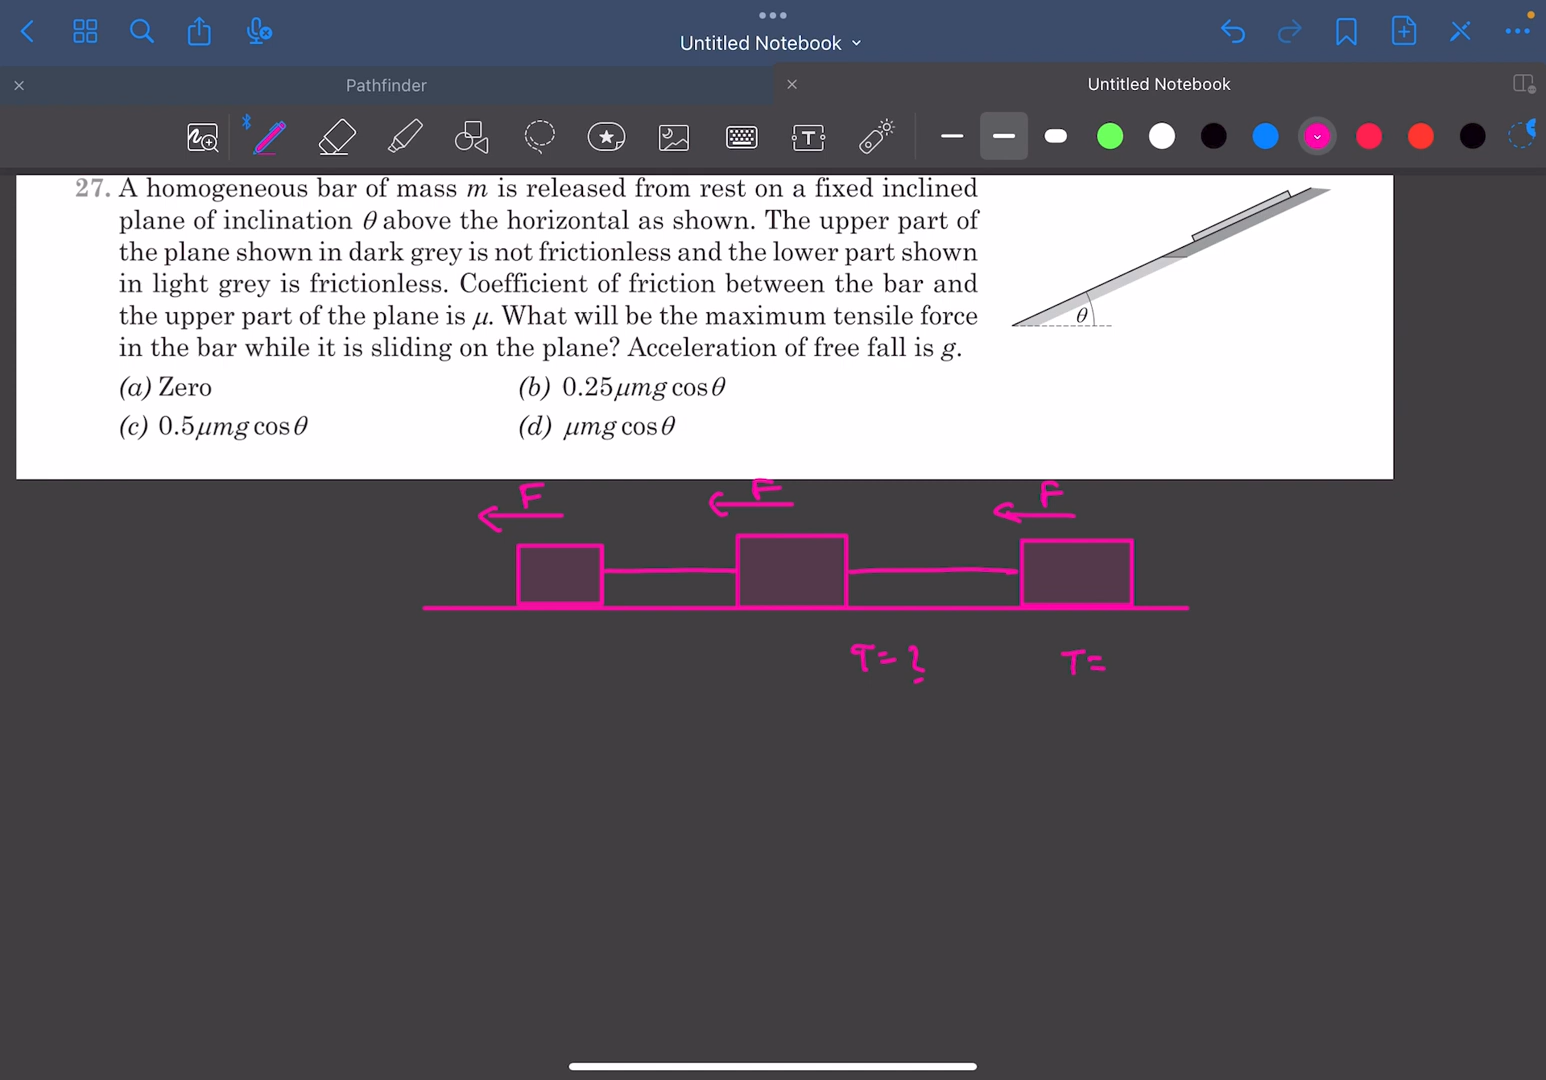 Untitled Notebook
Pathfinder
Untitled Notebook
27. A homogeneous bar of mass m is released from rest on a fixed inclined
plane of inclination θ above the horizontal as shown. The upper part of
the plane shown in dark grey is not frictionless and the lower part shown
in light grey is frictionless. Coefficient of friction between the bar and
the upper part of the plane is μ. What will be the maximum tensile force
in the bar while it is sliding on the plane? Acceleration of free fall is g.
(a) Zero
(b) 0.25μmg cosθ
(c) 0.5μmg cosθ
(d) μmg cosθ
θ
F
F
F
T=?
T=